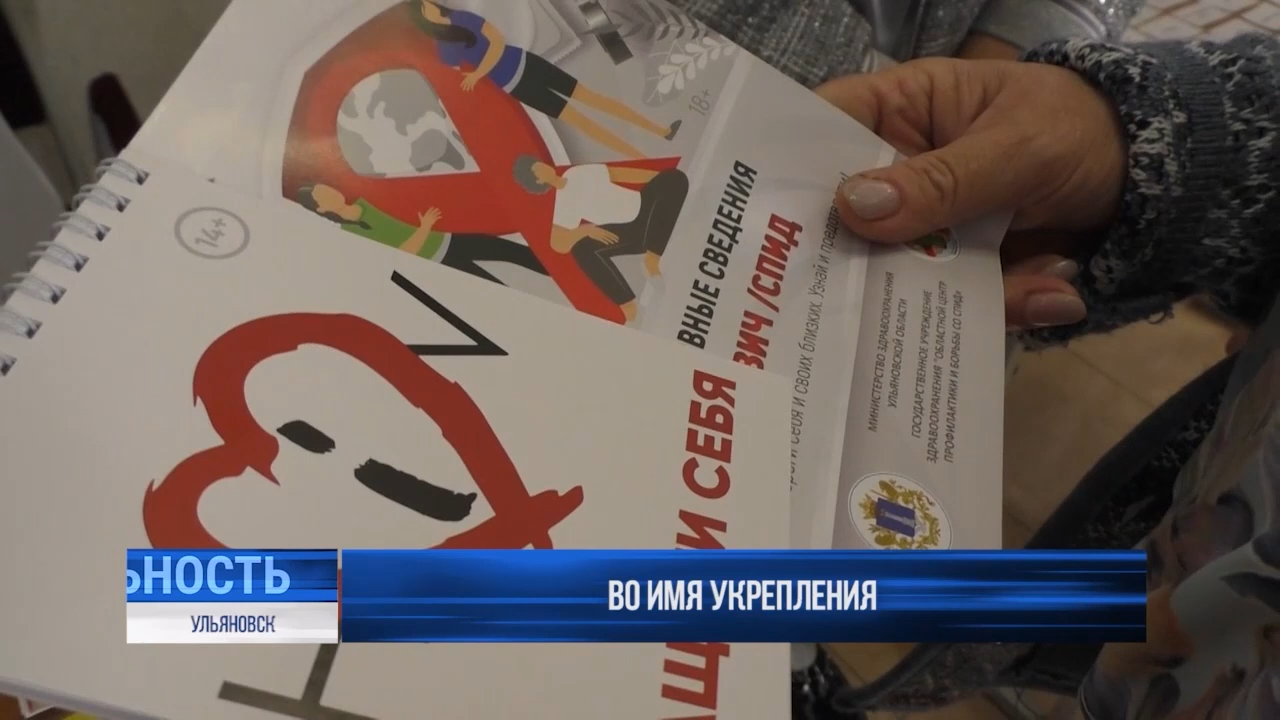 18+
ВНЫЕ СВЕДЕНИЯ
ВИЧ /СПИД
и себя и своих близких. Узнай и
МИНИСТЕРСТВО ЗДРАВООХРАНЕНИЯ
УЛЬЯНОВСКОЙ ОБЛАСТИ
ГОСУДАРСТВЕННОЕ УЧРЕЖДЕНИЕ
ЗДРАВООХРАНЕНИЯ "ОБЛАСТНОЙ ЦЕНТР
ПРОФИЛАКТИКИ И БОРЬБЫ СО СПИД»
14+
И СЕБЯ
ЬНОСТЬ
УЛЬЯНОВСК
ВО ИМЯ УКРЕПЛЕНИЯ